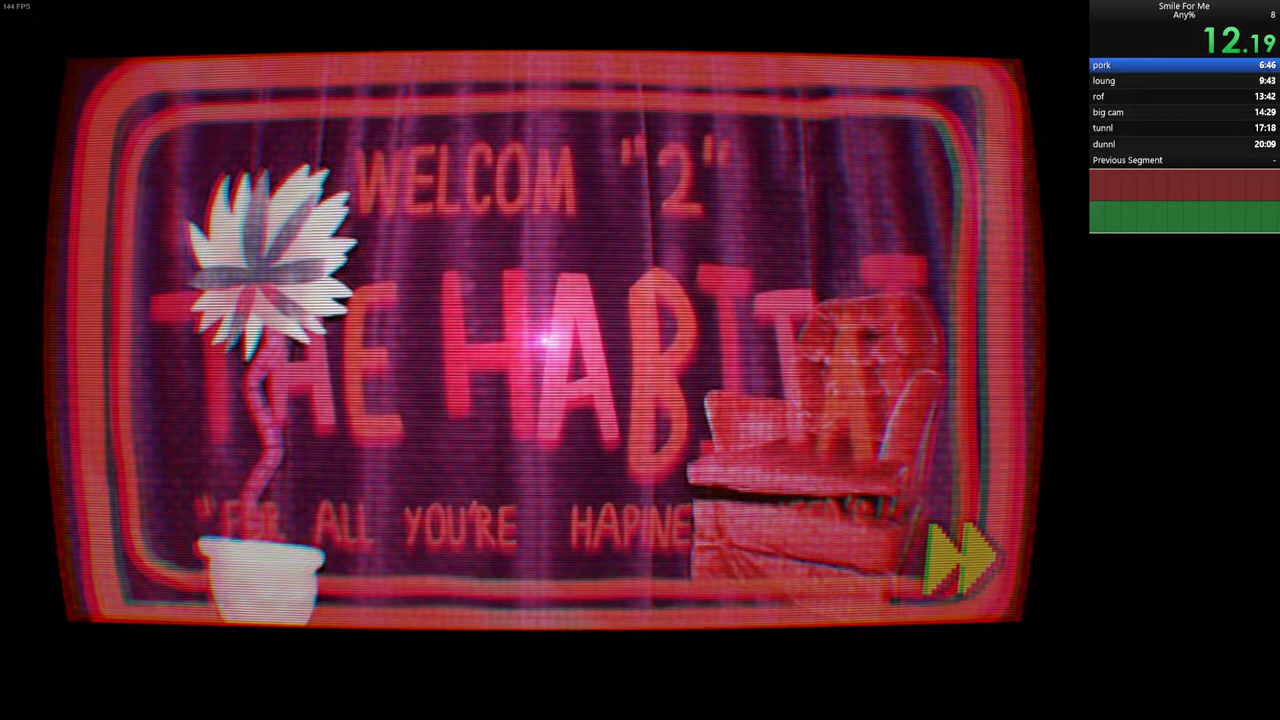 144 FPS
Smile For Me
Any% 8
12.19
pork 6:46
loung 9:43
rof 13:42
big cam 14:29
tunnl 17:18
dunnl 20:09
Previous Segment -
WELCOM "2"
THE HABITAT
"FOR ALL YOU'RE HAPINE